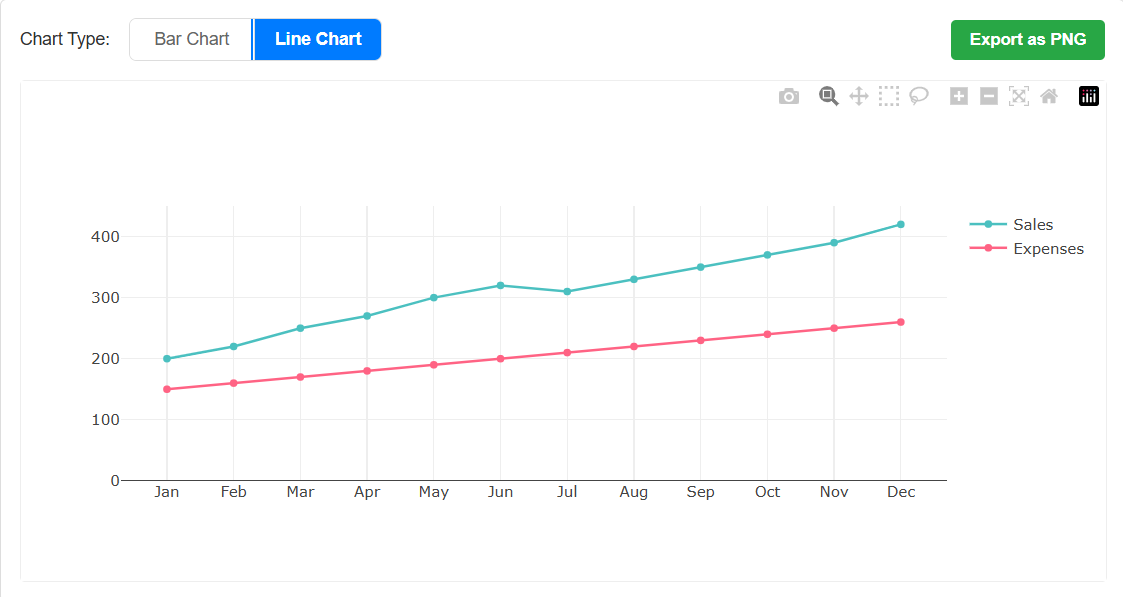 Chart Type: Bar Chart Line Chart Export as PNG
Sales
Expenses
400
300
200
100
0
Jan Feb Mar Apr May Jun Jul Aug Sep Oct Nov Dec